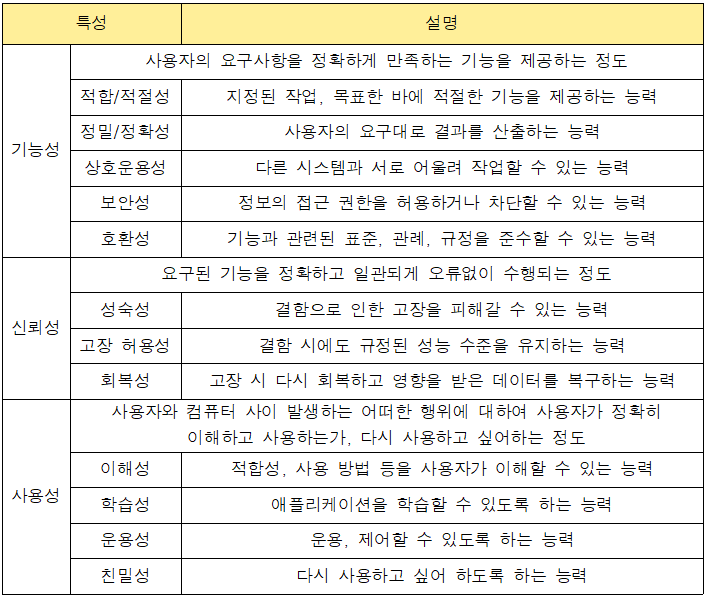 특성 설명
기능성
사용자의 요구사항을 정확하게 만족하는 기능을 제공하는 정도
적합/적절성 지정된 작업, 목표한 바에 적절한 기능을 제공하는 능력
정밀/정확성 사용자의 요구대로 결과를 산출하는 능력
상호운용성 다른 시스템과 서로 어울려 작업할 수 있는 능력
보안성 정보의 접근 권한을 허용하거나 차단할 수 있는 능력
호환성 기능과 관련된 표준, 관례, 규정을 준수할 수 있는 능력
신뢰성
요구된 기능을 정확하고 일관되게 오류없이 수행되는 정도
성숙성 결함으로 인한 고장을 피해갈 수 있는 능력
고장 허용성 결함 시에도 규정된 성능 수준을 유지하는 능력
회복성 고장 시 다시 회복하고 영향을 받은 데이터를 복구하는 능력
사용성
사용자와 컴퓨터 사이 발생하는 어떠한 행위에 대하여 사용자가 정확히
이해하고 사용하는가, 다시 사용하고 싶어하는 정도
이해성 적합성, 사용 방법 등을 사용자가 이해할 수 있는 능력
학습성 애플리케이션을 학습할 수 있도록 하는 능력
운용성 운용, 제어할 수 있도록 하는 능력
친밀성 다시 사용하고 싶어 하도록 하는 능력